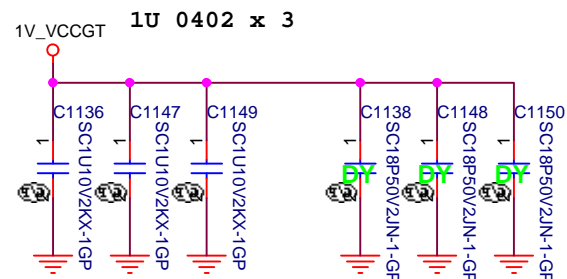 1U 0402 x 3
1V_VCCGT
C1136
C1147
C1149
C1138
C1148
C1150
1
1
1
1
1
1
SC1U10V2KX-1GP
SC1U10V2KX-1GP
SC1U10V2KX-1GP
SC18P50V2JN-1-GP
SC18P50V2JN-1-GP
SC18P50V2JN-1-GP
DY
DY
DY